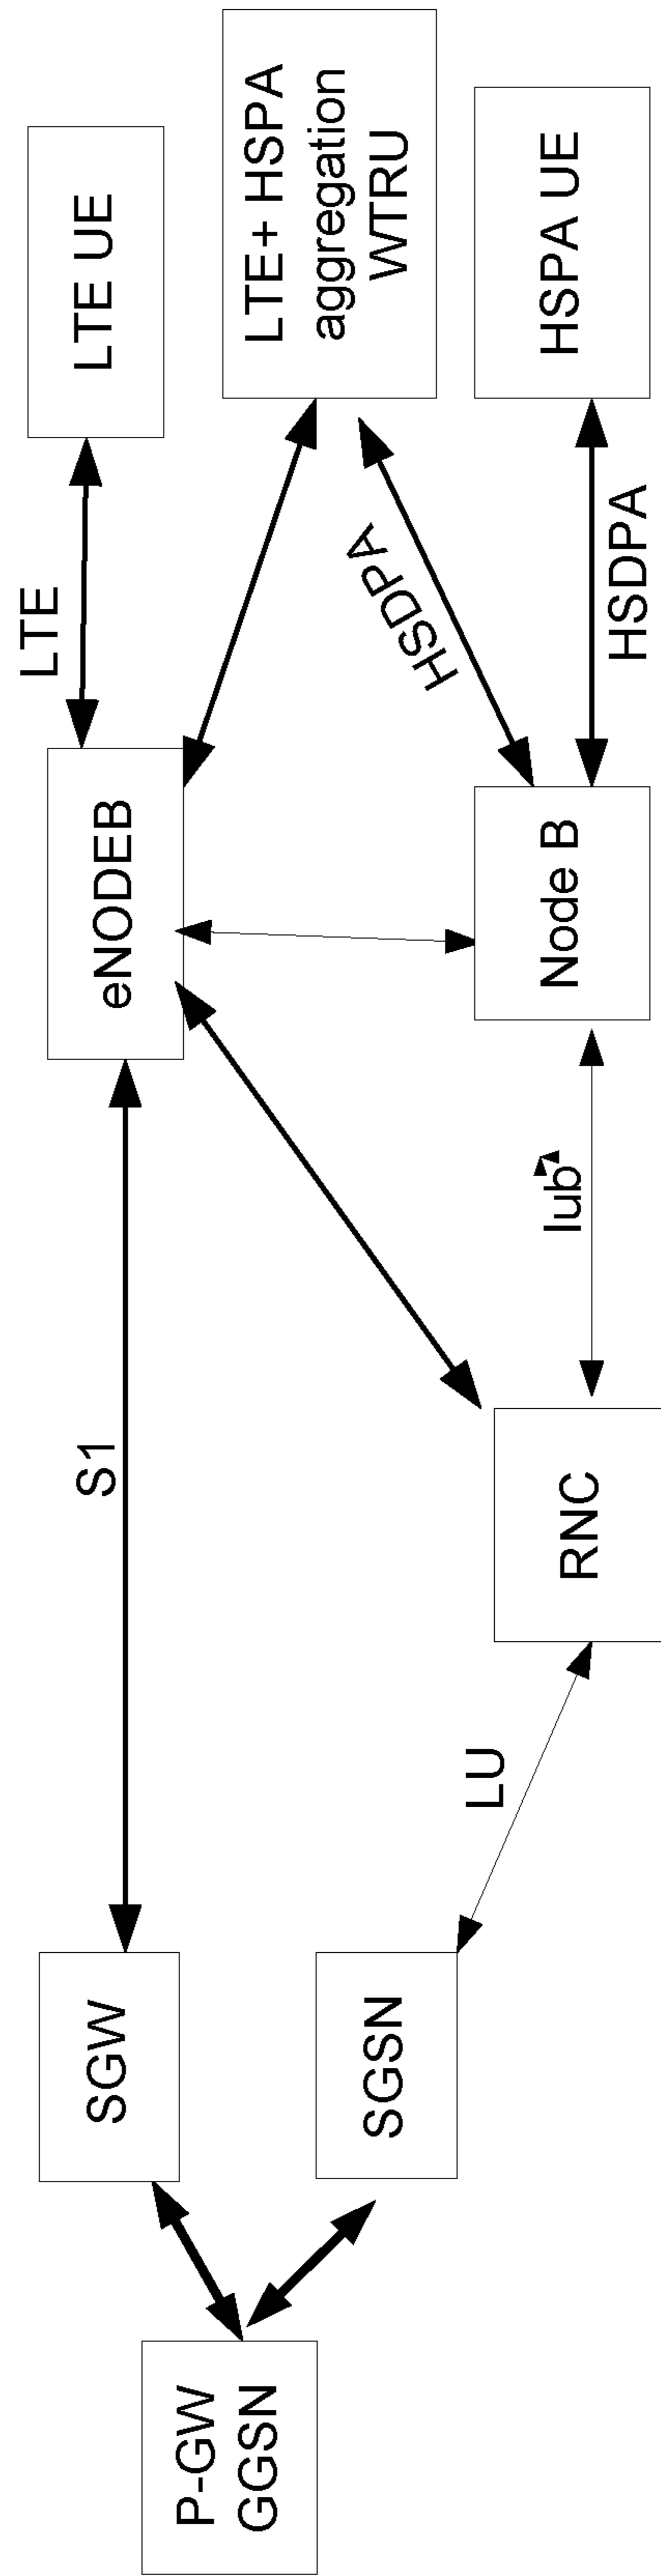 LTE UE
LTE+ HSPA
aggregation
WTRU
HSPA UE
LTE
HSDPA
HSDPA
eNODEB
Node B
S1
Iub
RNC
LU
SGW
SGSN
P-GW
GGSN